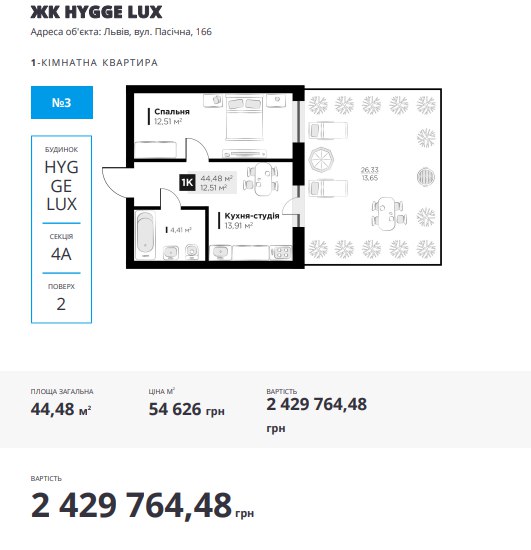 ЖК HYGGE LUX
Адреса об'єкта: Львів, вул. Пасічна, 166
1-КІМНАТНА КВАРТИРА
№3
БУДИНОК
HYG
GE
LUX
СЕКЦІЯ
4А
ПОВЕРХ
2
Спальня
12,51 м²
1К
44,48 м²
12,51 м²
26.33
13.65
Кухня-студія
13,91 м²
4,41 м²
ПЛОЩА ЗАГАЛЬНА
44,48 м²
ЦІНА М²
54 626 грн
ВАРТІСТЬ
2 429 764,48
грн
ВАРТІСТЬ
2 429 764,48 грн